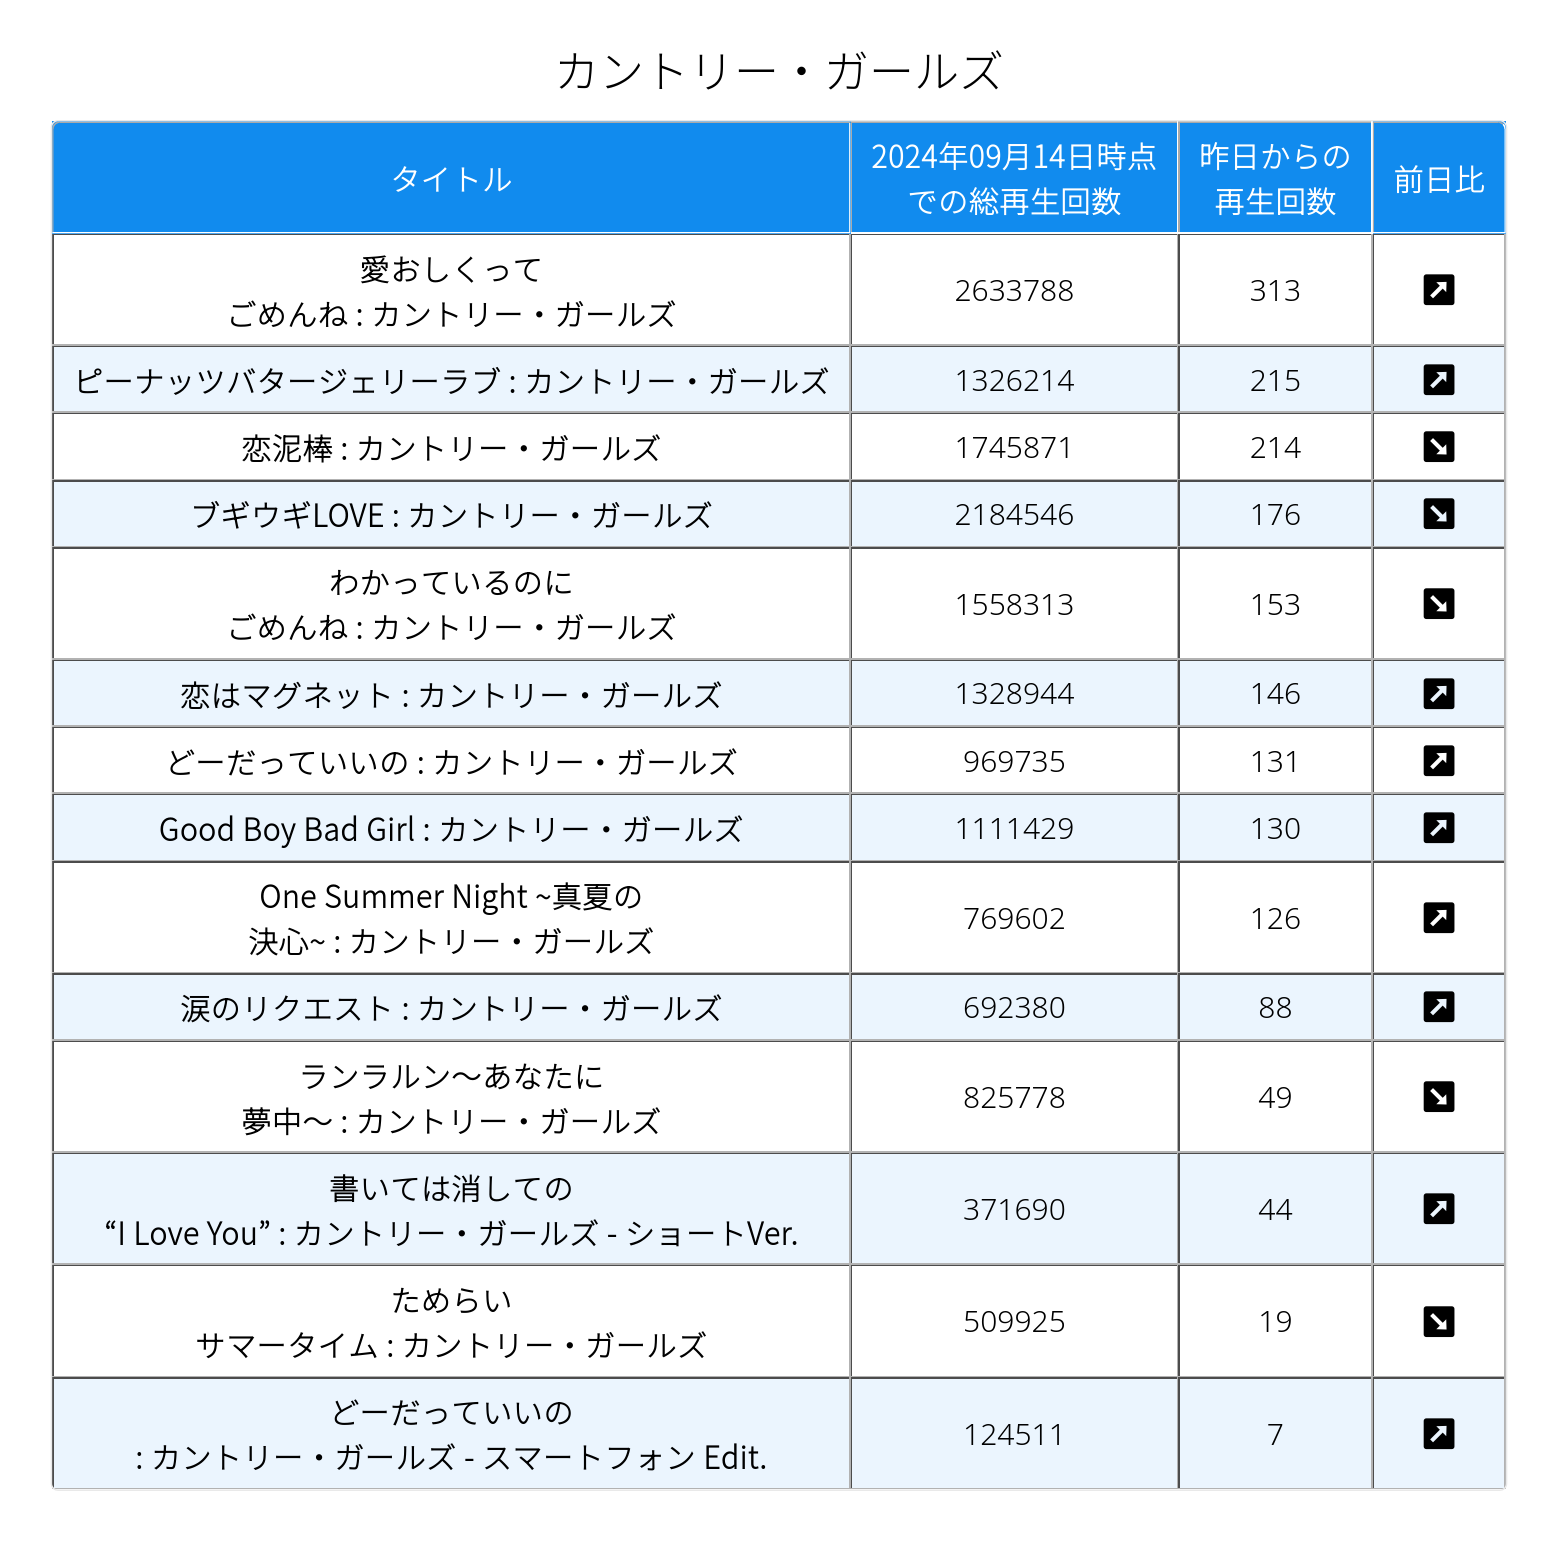 カントリー・ガールズ
タイトル
2024年09月14日時点
での総再生回数
昨日からの
再生回数
前日比
愛おしくって
ごめんね : カントリー・ガールズ
2633788
313
ピーナッツバタージェリーラブ : カントリー・ガールズ
1326214
215
恋泥棒 : カントリー・ガールズ
1745871
214
ブギウギLOVE : カントリー・ガールズ
2184546
176
わかっているのに
ごめんね : カントリー・ガールズ
1558313
153
恋はマグネット : カントリー・ガールズ
1328944
146
どーだっていいの : カントリー・ガールズ
969735
131
Good Boy Bad Girl : カントリー・ガールズ
1111429
130
One Summer Night ~真夏の
決心~ : カントリー・ガールズ
769602
126
涙のリクエスト : カントリー・ガールズ
692380
88
ランラルン～あなたに
夢中～ : カントリー・ガールズ
825778
49
書いては消しての
“I Love You” : カントリー・ガールズ - ショートVer.
371690
44
ためらい
サマータイム : カントリー・ガールズ
509925
19
どーだっていいの
: カントリー・ガールズ - スマートフォン Edit.
124511
7